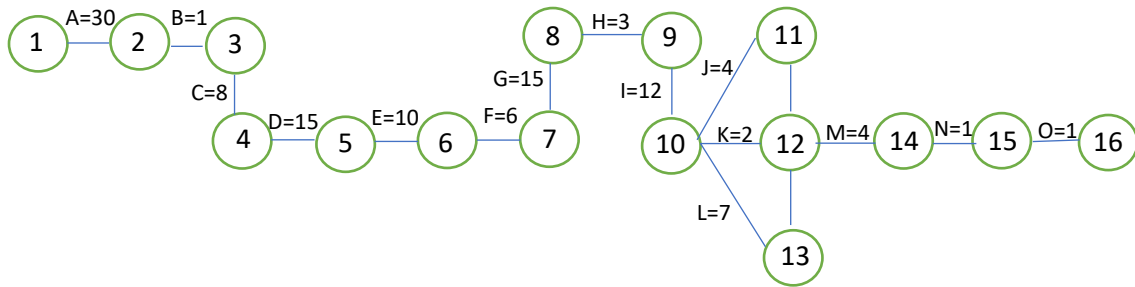 A=30 B=1 H=3
1 2 3 8 9 11
C=8 G=15 I=12 J=4
D=15 E=10 F=6 K=2 M=4 N=1 O=1
4 5 6 7 10 12 14 15 16
L=7
13